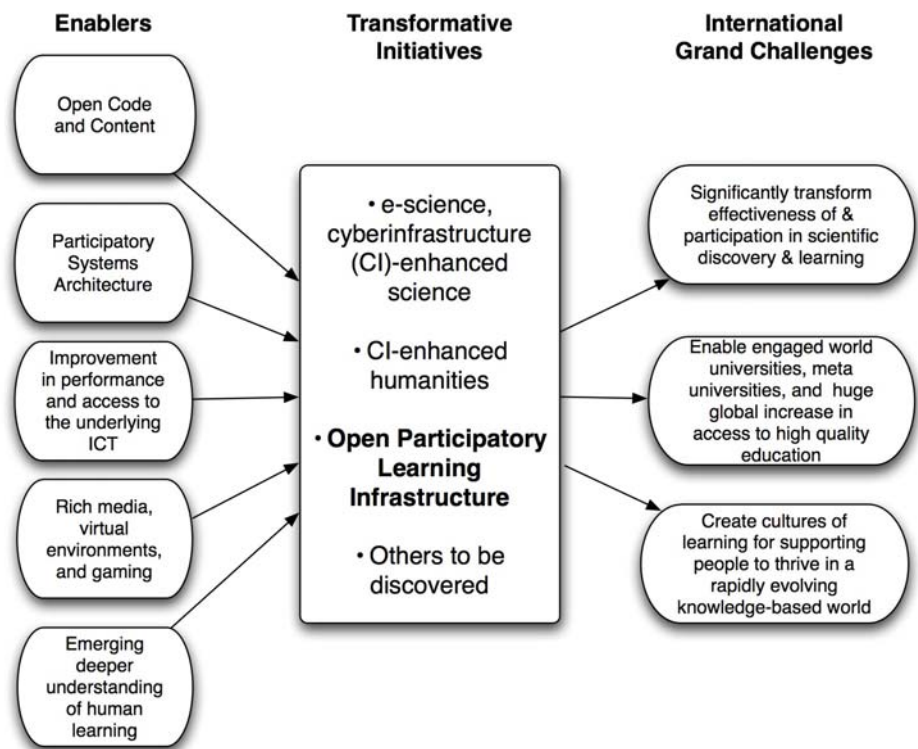 Enablers
Open Code
and Content
Participatory
Systems
Architecture
Improvement
in performance
and access to
the underlying
ICT
Rich media,
virtual
environments,
and gaming
Emerging
deeper
understanding
of human
learning
Transformative
Initiatives
• e-science,
cyberinfrastructure
(CI)-enhanced
science
• CI-enhanced
humanities
• Open Participatory
Learning
Infrastructure
• Others to be
discovered
International
Grand Challenges
Significantly transform
effectiveness of &
participation in scientific
discovery & learning
Enable engaged world
universities, meta
universities, and huge
global increase in
access to high quality
education
Create cultures of
learning for supporting
people to thrive in a
rapidly evolving
knowledge-based world